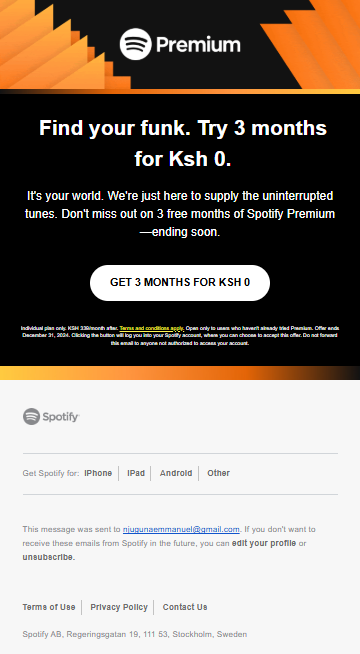 Premium
Find your funk. Try 3 months
for Ksh 0.
It's your world. We're just here to supply the uninterrupted
tunes. Don't miss out on 3 free months of Spotify Premium
—ending soon.
GET 3 MONTHS FOR KSH 0
Individual plan only. KSH 339/month after. Terms and conditions apply. Open only to users who haven't already tried Premium. Offer ends
December 31, 2024. Clicking the button will log you into your Spotify account, where you can choose to accept this offer. Do not forward
this email to anyone not authorized to access your account.
Spotify
Get Spotify for: iPhone | iPad | Android | Other
This message was sent to njugunaemmanuel@gmail.com. If you don't want to
receive these emails from Spotify in the future, you can edit your profile or
unsubscribe.
Terms of Use | Privacy Policy | Contact Us
Spotify AB, Regeringsgatan 19, 111 53, Stockholm, Sweden